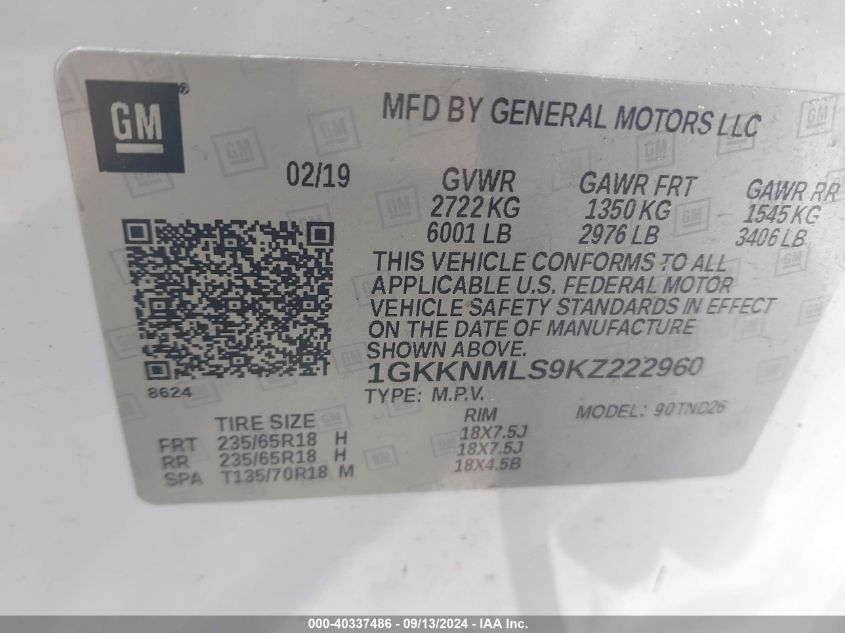 GM®
MFD BY GENERAL MOTORS LLC
02/19
GVWR GAWR FRT GAWR RR
2722 KG 1350 KG 1545 KG
6001 LB 2976 LB 3406 LB
THIS VEHICLE CONFORMS TO ALL
APPLICABLE U.S. FEDERAL MOTOR
VEHICLE SAFETY STANDARDS IN EFFECT
ON THE DATE OF MANUFACTURE
SHOWN ABOVE.
1GKKNMLS9KZ222960
8624
TYPE: M.P.V. MODEL: 90TND26
TIRE SIZE RIM
FRT 235/65R18 H 18X7.5J
RR 235/65R18 H 18X7.5J
SPA T135/70R18 M 18X4.5B
000-40337486 - 09/13/2024 - IAA Inc.